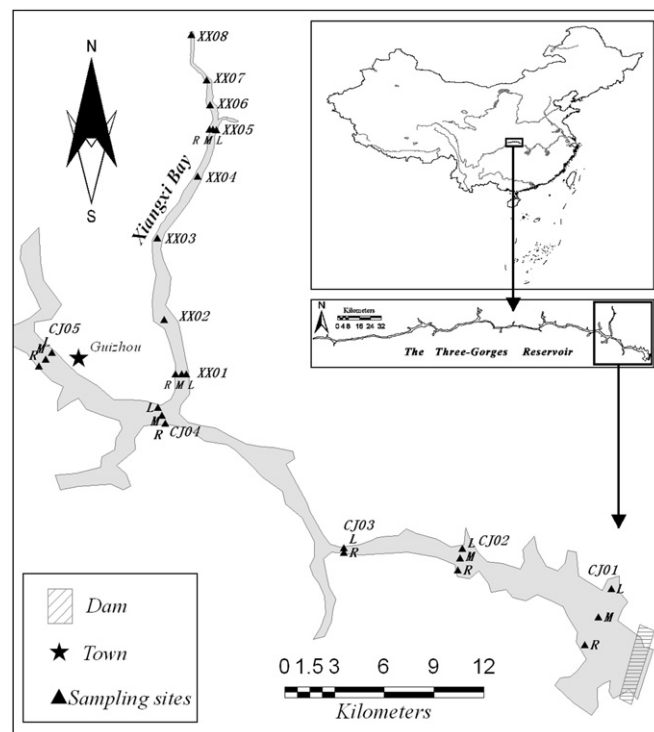 N
S
XX08
XX07
XX06
XX05
R M L
XX04
Xiangxi Bay
XX03
XX02
XX01
R M L
CJ05
L
M
R
Guizhou
L
M
R
CJ04
CJ03
L
R
L CJ02
M
R
CJ01
L
M
R
N
Kilometers
0 4 8 16 24 32
The Three-Gorges Reservoir
Dam
Town
Sampling sites
0 1.5 3 6 9 12
Kilometers